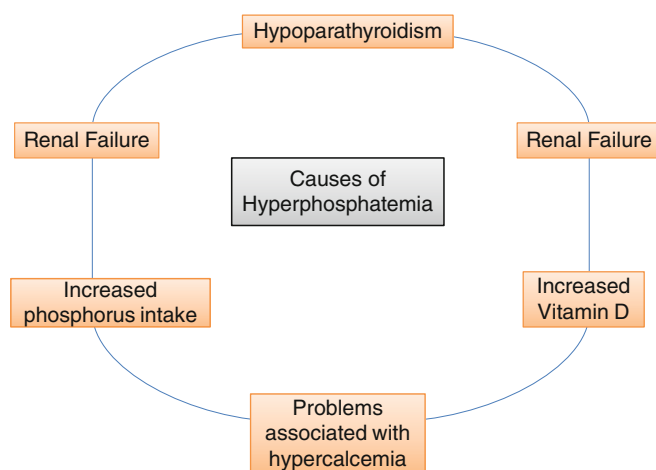 Hypoparathyroidism
Renal Failure
Renal Failure
Causes of
Hyperphosphatemia
Increased
phosphorus intake
Increased
Vitamin D
Problems
associated with
hypercalcemia